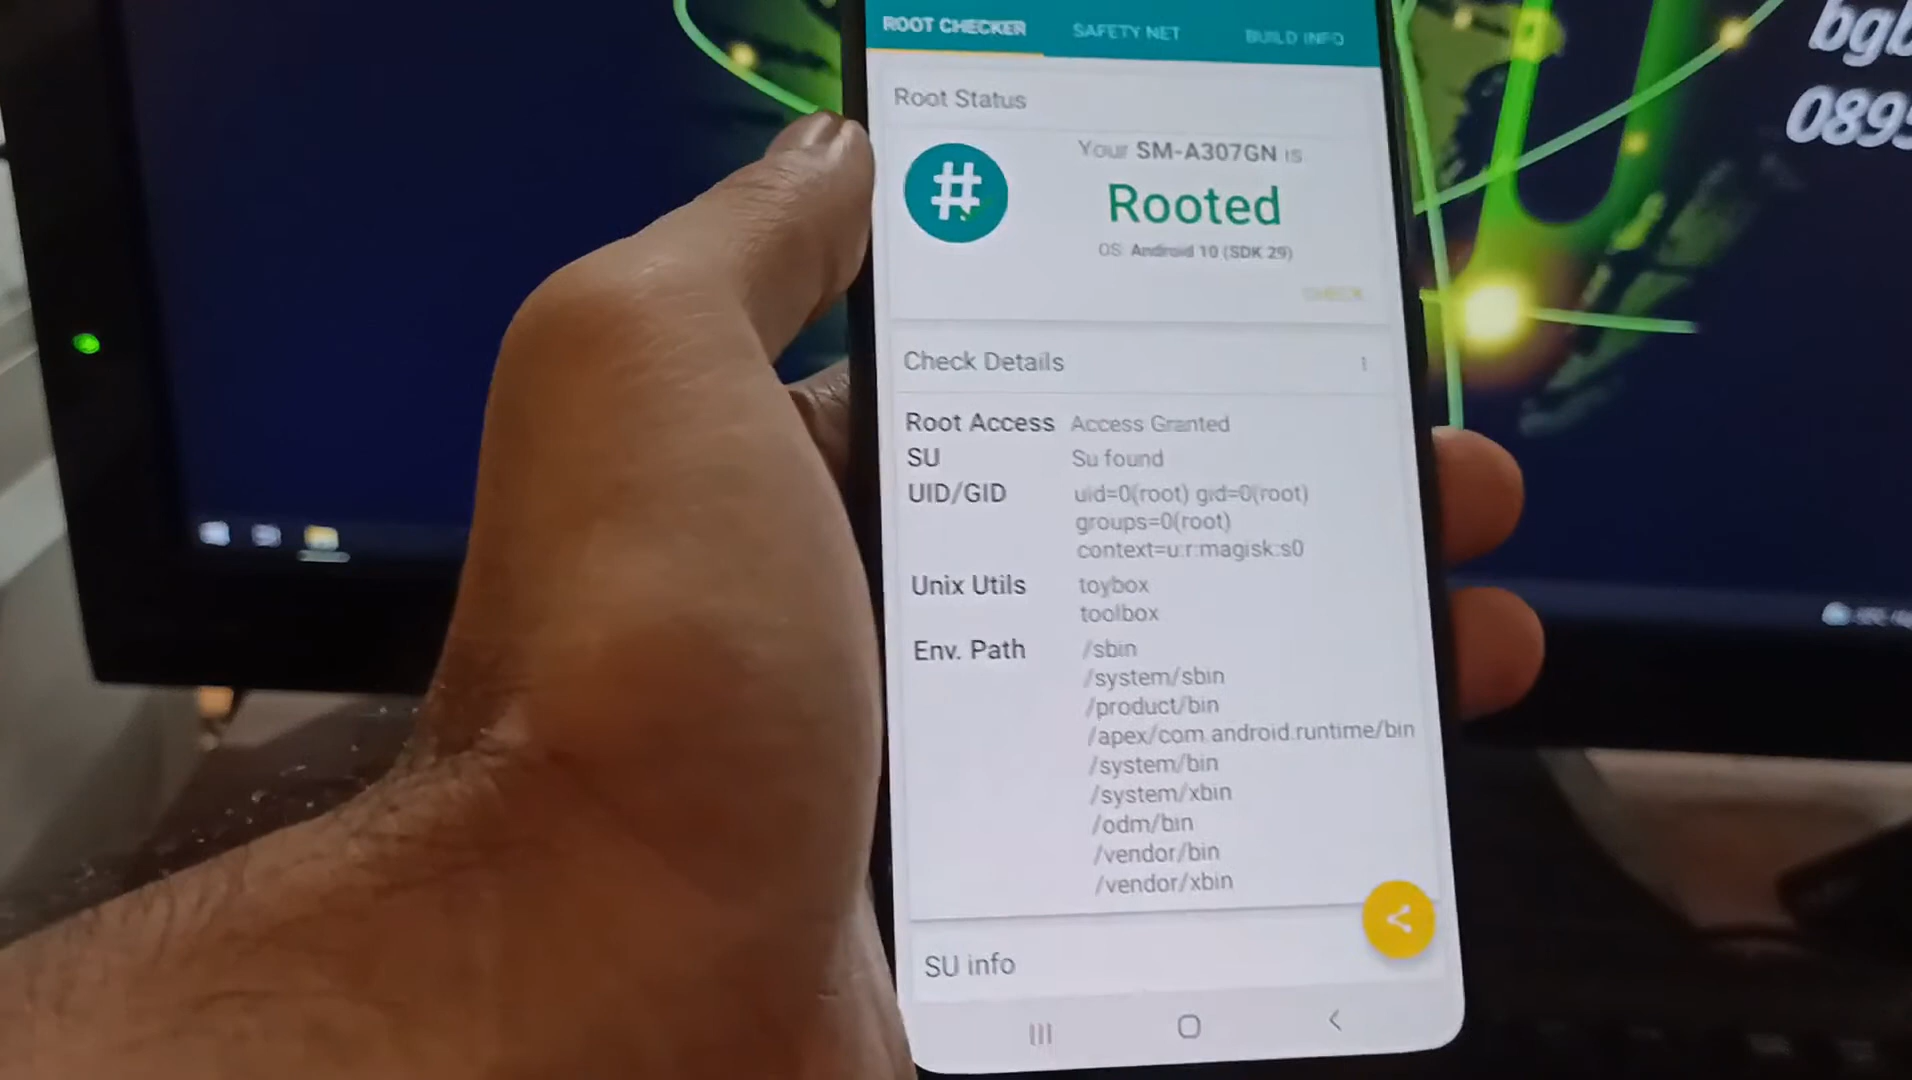 ROOT CHECKER
SAFETY NET
BUILD INFO
Root Status
#
Your SM-A307GN is
Rooted
OS: Android 10 (SDK 29)
CHECK
Check Details
Root Access Access Granted
SU Su found
UID/GID uid=0(root) gid=0(root)
groups=0(root)
context=u:r:magisk:s0
Unix Utils toybox
toolbox
Env. Path /sbin
/system/sbin
/product/bin
/apex/com.android.runtime/bin
/system/bin
/system/xbin
/odm/bin
/vendor/bin
/vendor/xbin
SU info